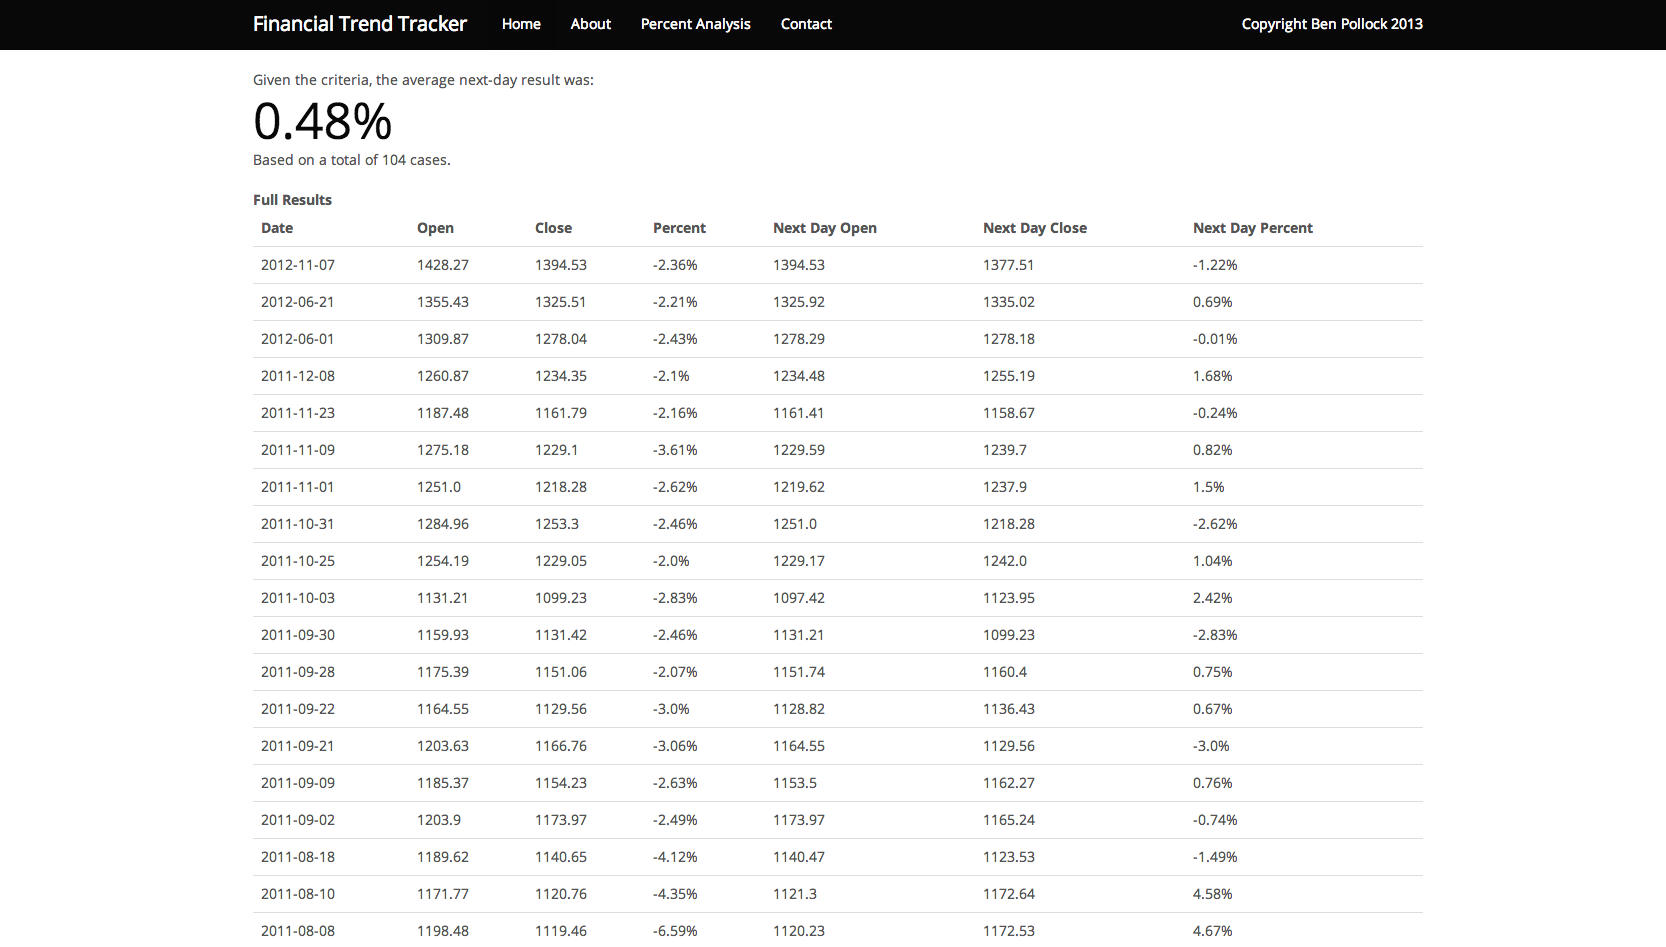 Financial Trend Tracker Home About Percent Analysis Contact Copyright Ben Pollock 2013
Given the criteria, the average next-day result was:
0.48%
Based on a total of 104 cases.
Full Results
Date Open Close Percent Next Day Open Next Day Close Next Day Percent
2012-11-07 1428.27 1394.53 -2.36% 1394.53 1377.51 -1.22%
2012-06-21 1355.43 1325.51 -2.21% 1325.92 1335.02 0.69%
2012-06-01 1309.87 1278.04 -2.43% 1278.29 1278.18 -0.01%
2011-12-08 1260.87 1234.35 -2.1% 1234.48 1255.19 1.68%
2011-11-23 1187.48 1161.79 -2.16% 1161.41 1158.67 -0.24%
2011-11-09 1275.18 1229.1 -3.61% 1229.59 1239.7 0.82%
2011-11-01 1251.0 1218.28 -2.62% 1219.62 1237.9 1.5%
2011-10-31 1284.96 1253.3 -2.46% 1251.0 1218.28 -2.62%
2011-10-25 1254.19 1229.05 -2.0% 1229.17 1242.0 1.04%
2011-10-03 1131.21 1099.23 -2.83% 1097.42 1123.95 2.42%
2011-09-30 1159.93 1131.42 -2.46% 1131.21 1099.23 -2.83%
2011-09-28 1175.39 1151.06 -2.07% 1151.74 1160.4 0.75%
2011-09-22 1164.55 1129.56 -3.0% 1128.82 1136.43 0.67%
2011-09-21 1203.63 1166.76 -3.06% 1164.55 1129.56 -3.0%
2011-09-09 1185.37 1154.23 -2.63% 1153.5 1162.27 0.76%
2011-09-02 1203.9 1173.97 -2.49% 1173.97 1165.24 -0.74%
2011-08-18 1189.62 1140.65 -4.12% 1140.47 1123.53 -1.49%
2011-08-10 1171.77 1120.76 -4.35% 1121.3 1172.64 4.58%
2011-08-08 1198.48 1119.46 -6.59% 1120.23 1172.53 4.67%